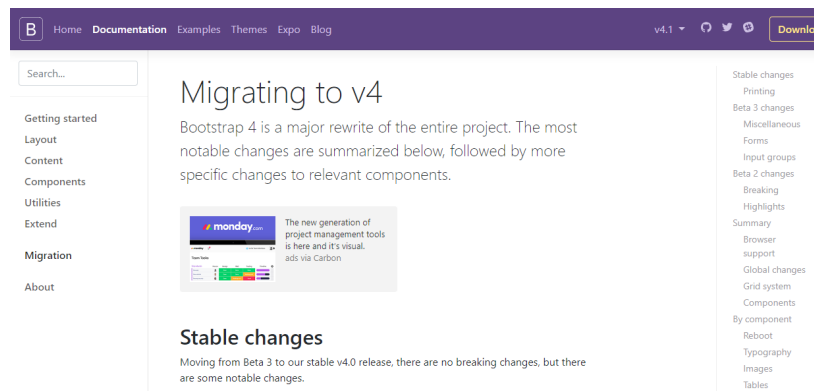 B Home Documentation Examples Themes Expo Blog v4.1 Downlo
Search...
Getting started
Layout
Content
Components
Utilities
Extend
Migration
About
Migrating to v4
Bootstrap 4 is a major rewrite of the entire project. The most
notable changes are summarized below, followed by more
specific changes to relevant components.
monday.com
Team Tasks
The new generation of
project management tools
is here and it's visual.
ads via Carbon
Stable changes
Moving from Beta 3 to our stable v4.0 release, there are no breaking changes, but there
are some notable changes.
Stable changes
Printing
Beta 3 changes
Miscellaneous
Forms
Input groups
Beta 2 changes
Breaking
Highlights
Summary
Browser
support
Global changes
Grid system
Components
By component
Reboot
Typography
Images
Tables